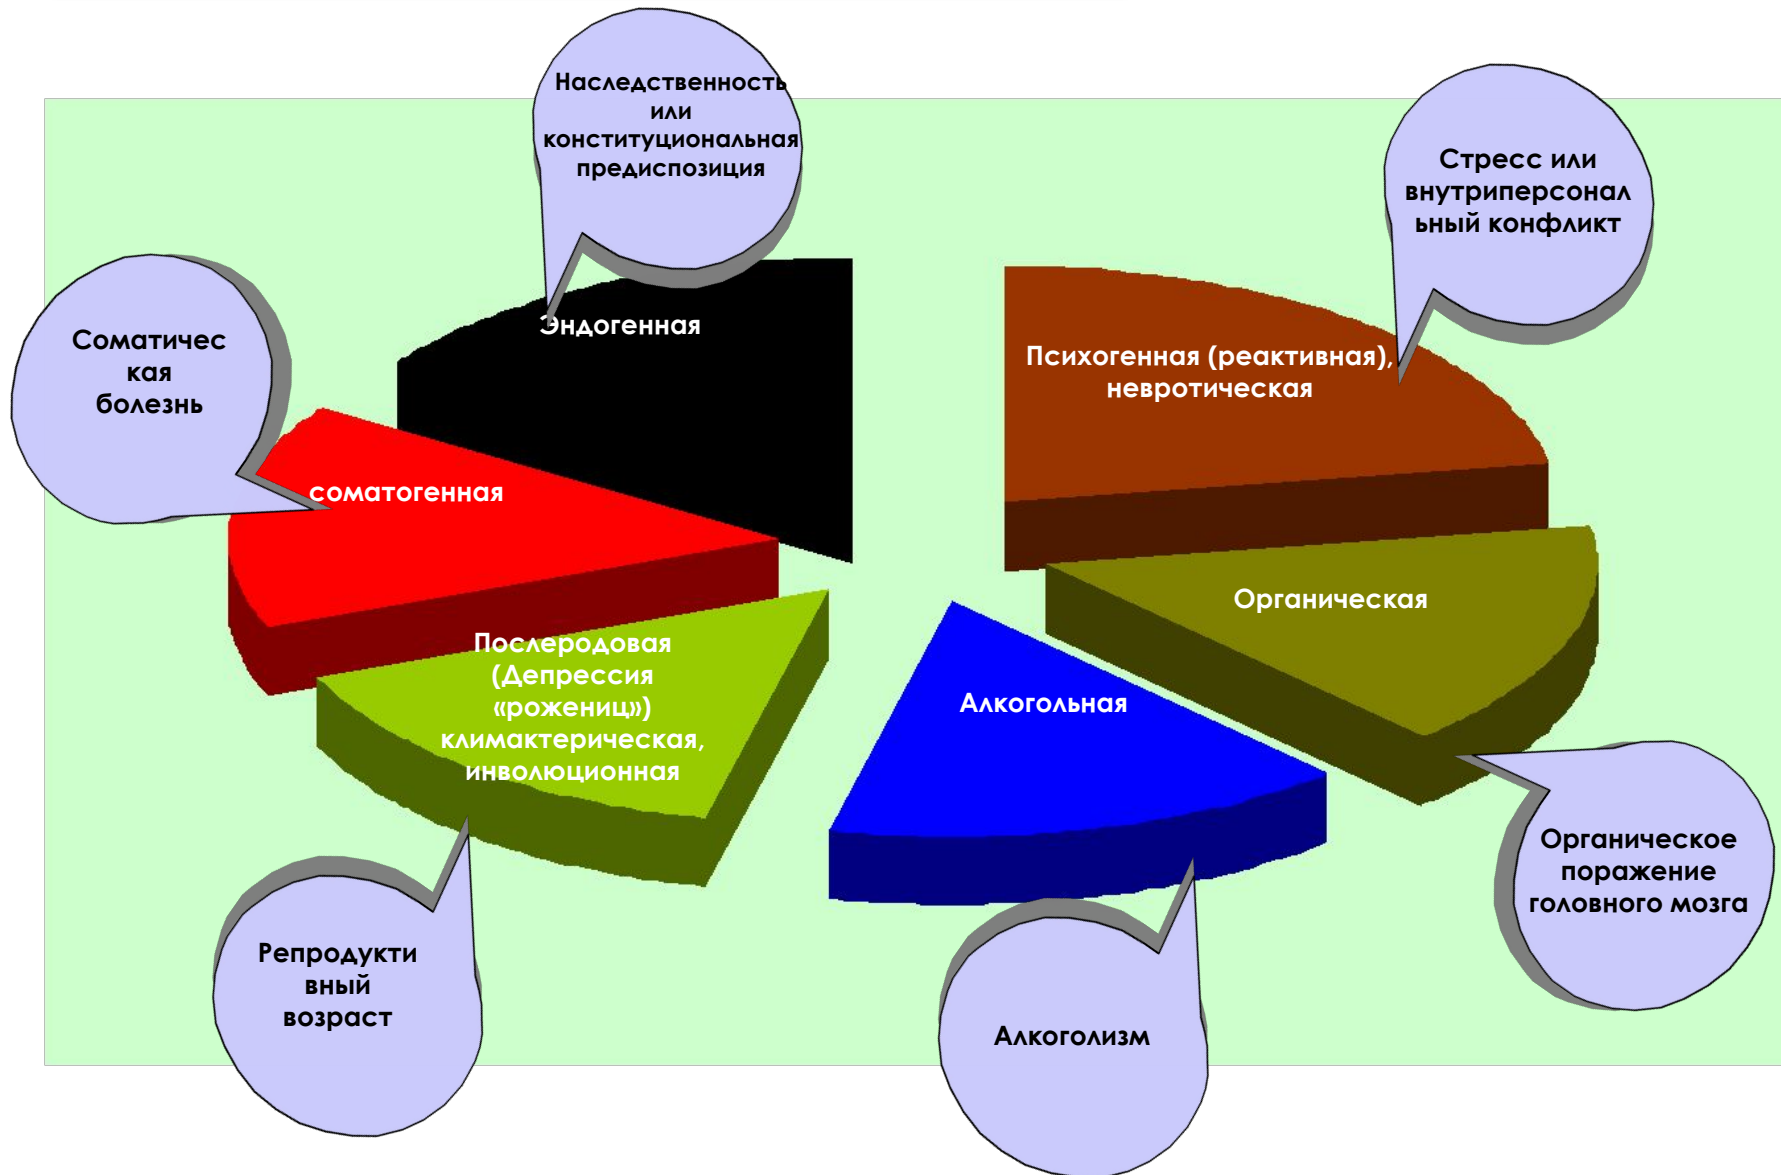 Наследственность
или
конституциональная
предиспозиция
Стресс или
внутриперсонал
ьный конфликт
Соматичес
кая
болезнь
Эндогенная
Психогенная (реактивная),
невротическая
соматогенная
Органическая
Послеродовая
(Депрессия
«рожениц»)
климактерическая,
инволюционная
Алкогольная
Органическое
поражение
головного мозга
Репродукти
вный
возраст
Алкоголизм